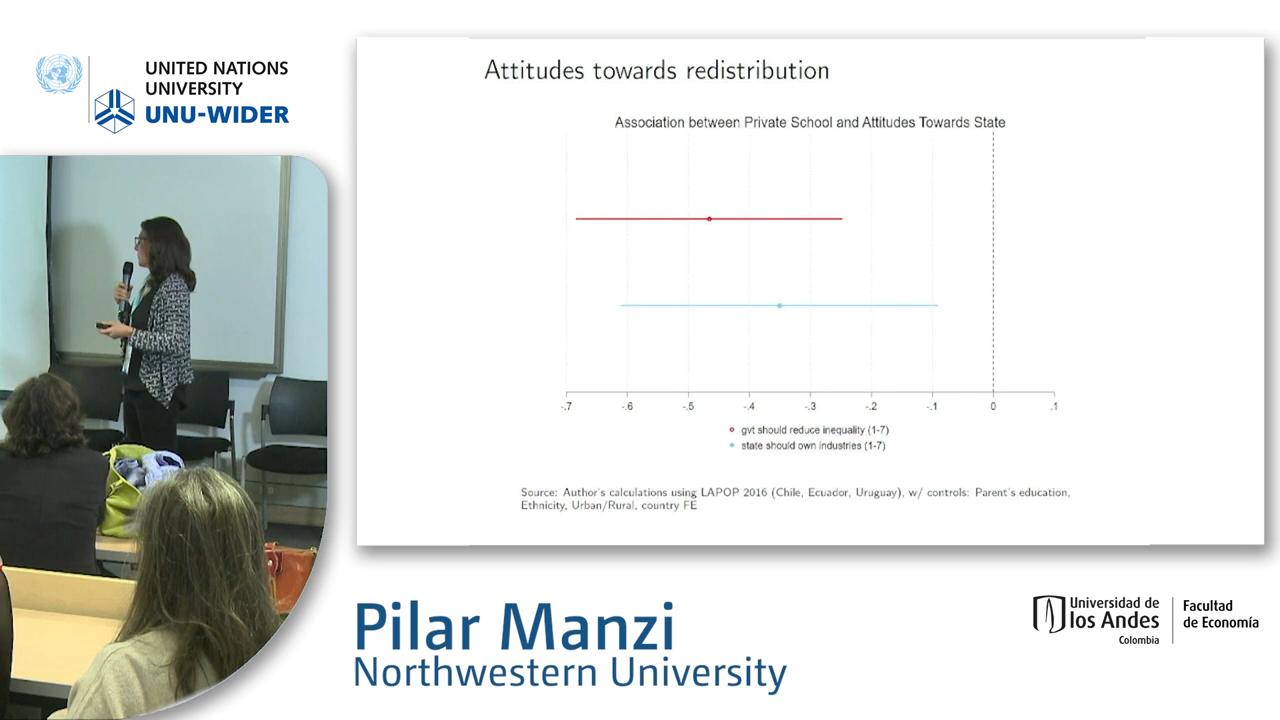 UNITED NATIONS
UNIVERSITY
UNU-WIDER
Attitudes towards redistribution
Association between Private School and Attitudes Towards State
-.7 -.6 -.5 -.4 -.3 -.2 -.1 0 .1
gvt should reduce inequality (1-7)
state should own industries (1-7)
Source: Author's calculations using LAPOP 2016 (Chile, Ecuador, Uruguay), w/ controls: Parent's education,
Ethnicity, Urban/Rural, country FE
Pilar Manzi
Northwestern University
Universidad de
los Andes
Colombia
Facultad
de Economía